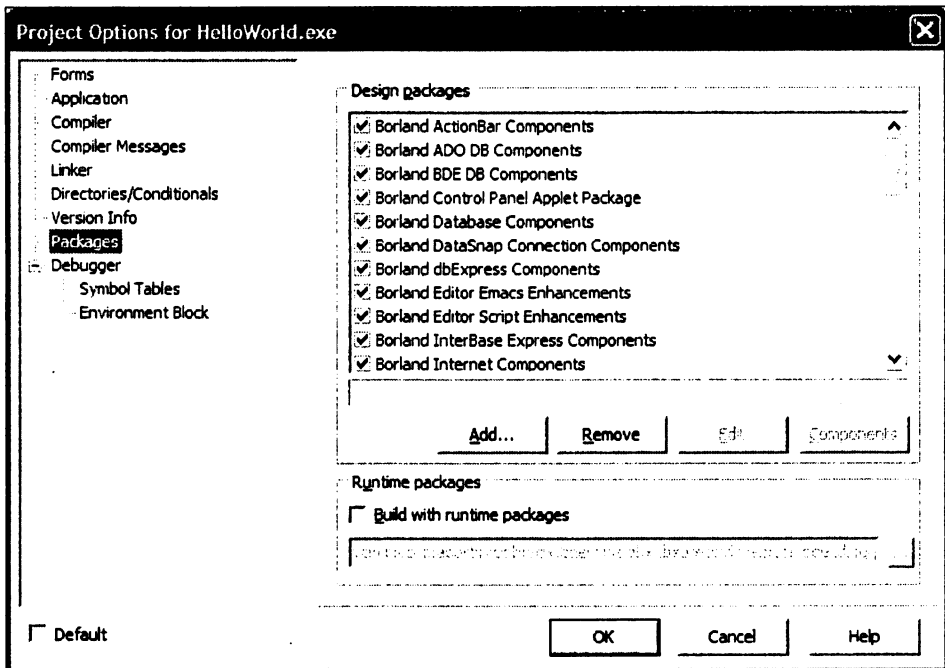 Project Options for HelloWorld.exe
Forms
Application
Compiler
Compiler Messages
Linker
Directories/Conditionals
Version Info
Packages
Debugger
Symbol Tables
Environment Block
Design packages
Borland ActionBar Components
Borland ADO DB Components
Borland BDE DB Components
Borland Control Panel Applet Package
Borland Database Components
Borland DataSnap Connection Components
Borland dbExpress Components
Borland Editor Emacs Enhancements
Borland Editor Script Enhancements
Borland InterBase Express Components
Borland Internet Components
Add... Remove Edit Components
Runtime packages
Build with runtime packages
Default
OK Cancel Help